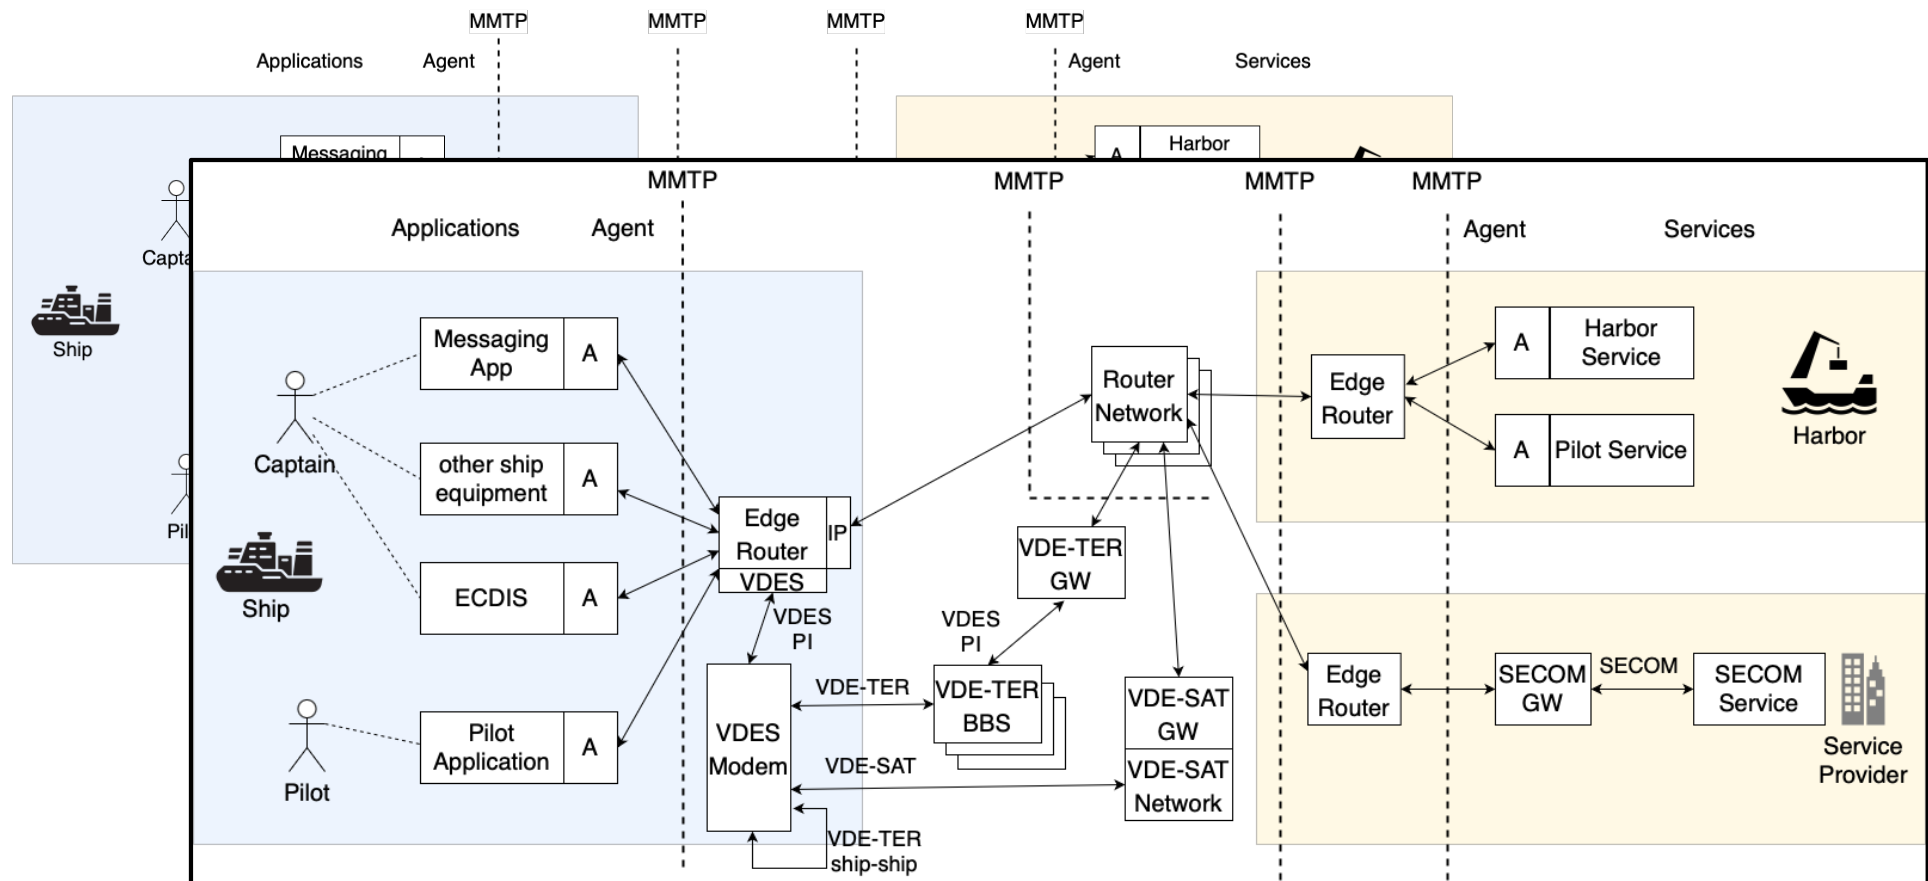 MMTP
MMTP
MMTP
MMTP
Applications
Agent
Agent
Services
Messaging
A
Harbor
Capta
Ship
Pil
MMTP
MMTP
MMTP
MMTP
Applications
Agent
Agent
Services
Messaging
App
A
Captain
other ship
equipment
A
ECDIS
A
Ship
Pilot
Application
A
Pilot
Edge
Router
IP
VDES
VDES
PI
VDES
Modem
VDE-TER
VDE-SAT
VDE-TER
ship-ship
Router
Network
VDE-TER
GW
VDES
PI
VDE-TER
BBS
VDE-SAT
GW
VDE-SAT
Network
Edge
Router
A
Harbor
Service
A
Pilot Service
Harbor
Edge
Router
SECOM
GW
SECOM
SECOM
Service
Service
Provider